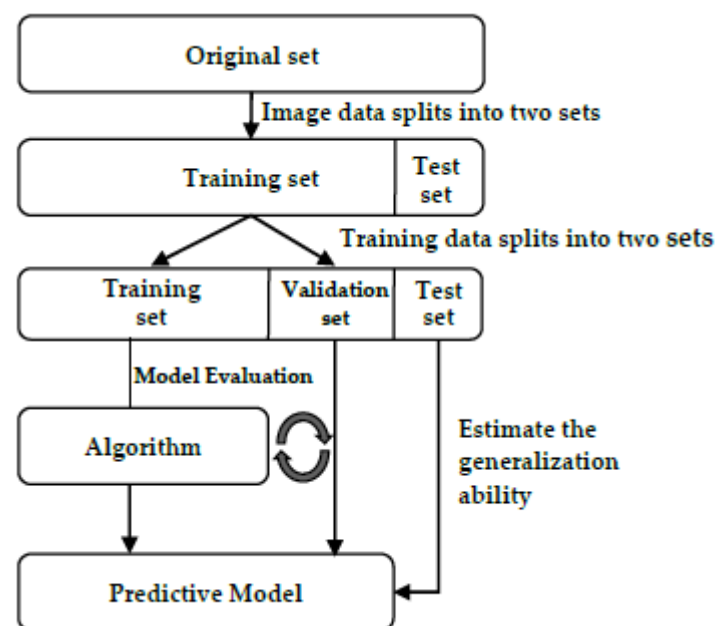 Original set
Image data splits into two sets
Training set
Test
set
Training data splits into two sets
Training
set
Validation
set
Test
set
Model Evaluation
Algorithm
Estimate the
generalization
ability
Predictive Model